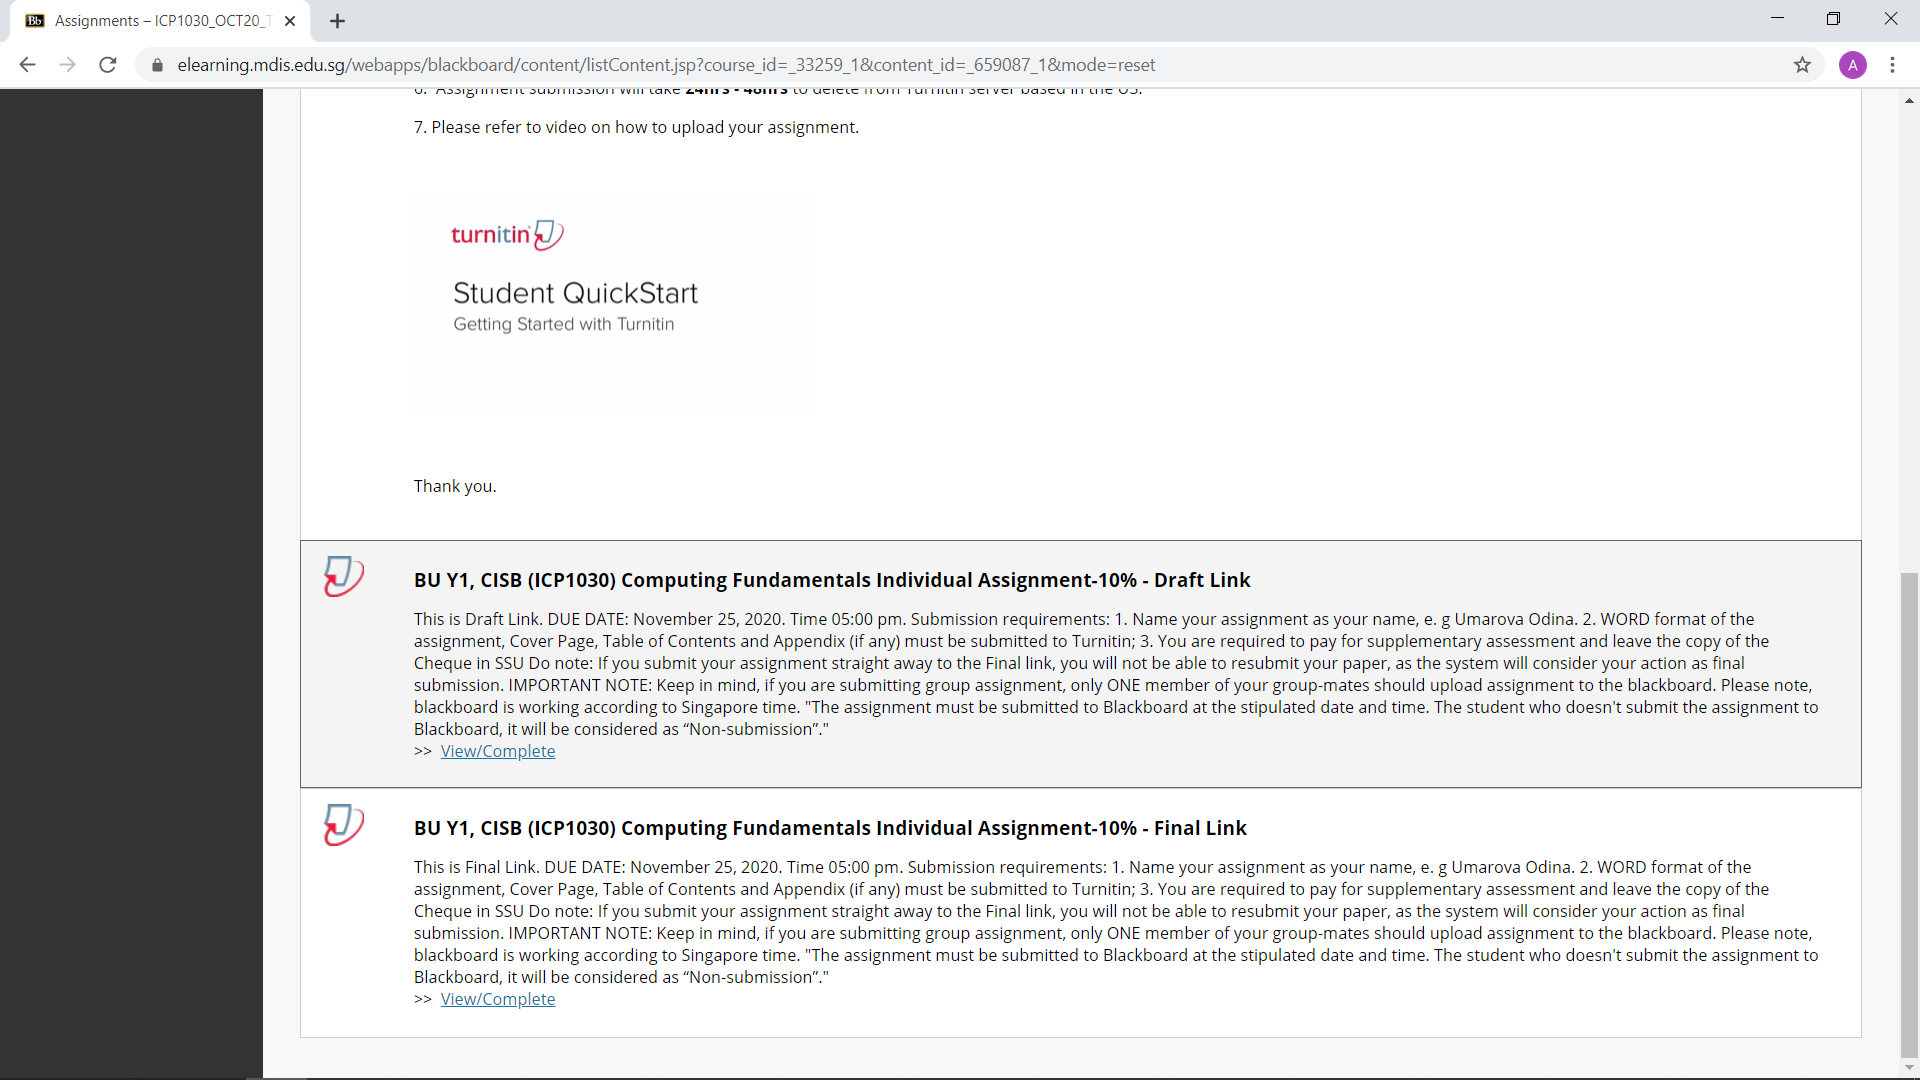 Bb Assignments – ICP1030_OCT20_T
elearning.mdis.edu.sg/webapps/blackboard/content/listContent.jsp?course_id=_33259_1&content_id=_659087_1&mode=reset
A
6. Assignment submission will take 24hrs - 48hrs to delete from Turnitin server based in the US.
7. Please refer to video on how to upload your assignment.
turnitin
Student QuickStart
Getting Started with Turnitin
Thank you.
BU Y1, CISB (ICP1030) Computing Fundamentals Individual Assignment-10% - Draft Link
This is Draft Link. DUE DATE: November 25, 2020. Time 05:00 pm. Submission requirements: 1. Name your assignment as your name, e. g Umarova Odina. 2. WORD format of the
assignment, Cover Page, Table of Contents and Appendix (if any) must be submitted to Turnitin; 3. You are required to pay for supplementary assessment and leave the copy of the
Cheque in SSU Do note: If you submit your assignment straight away to the Final link, you will not be able to resubmit your paper, as the system will consider your action as final
submission. IMPORTANT NOTE: Keep in mind, if you are submitting group assignment, only ONE member of your group-mates should upload assignment to the blackboard. Please note,
blackboard is working according to Singapore time. "The assignment must be submitted to Blackboard at the stipulated date and time. The student who doesn't submit the assignment to
Blackboard, it will be considered as “Non-submission”."
>> View/Complete
BU Y1, CISB (ICP1030) Computing Fundamentals Individual Assignment-10% - Final Link
This is Final Link. DUE DATE: November 25, 2020. Time 05:00 pm. Submission requirements: 1. Name your assignment as your name, e. g Umarova Odina. 2. WORD format of the
assignment, Cover Page, Table of Contents and Appendix (if any) must be submitted to Turnitin; 3. You are required to pay for supplementary assessment and leave the copy of the
Cheque in SSU Do note: If you submit your assignment straight away to the Final link, you will not be able to resubmit your paper, as the system will consider your action as final
submission. IMPORTANT NOTE: Keep in mind, if you are submitting group assignment, only ONE member of your group-mates should upload assignment to the blackboard. Please note,
blackboard is working according to Singapore time. "The assignment must be submitted to Blackboard at the stipulated date and time. The student who doesn't submit the assignment to
Blackboard, it will be considered as “Non-submission”."
>> View/Complete